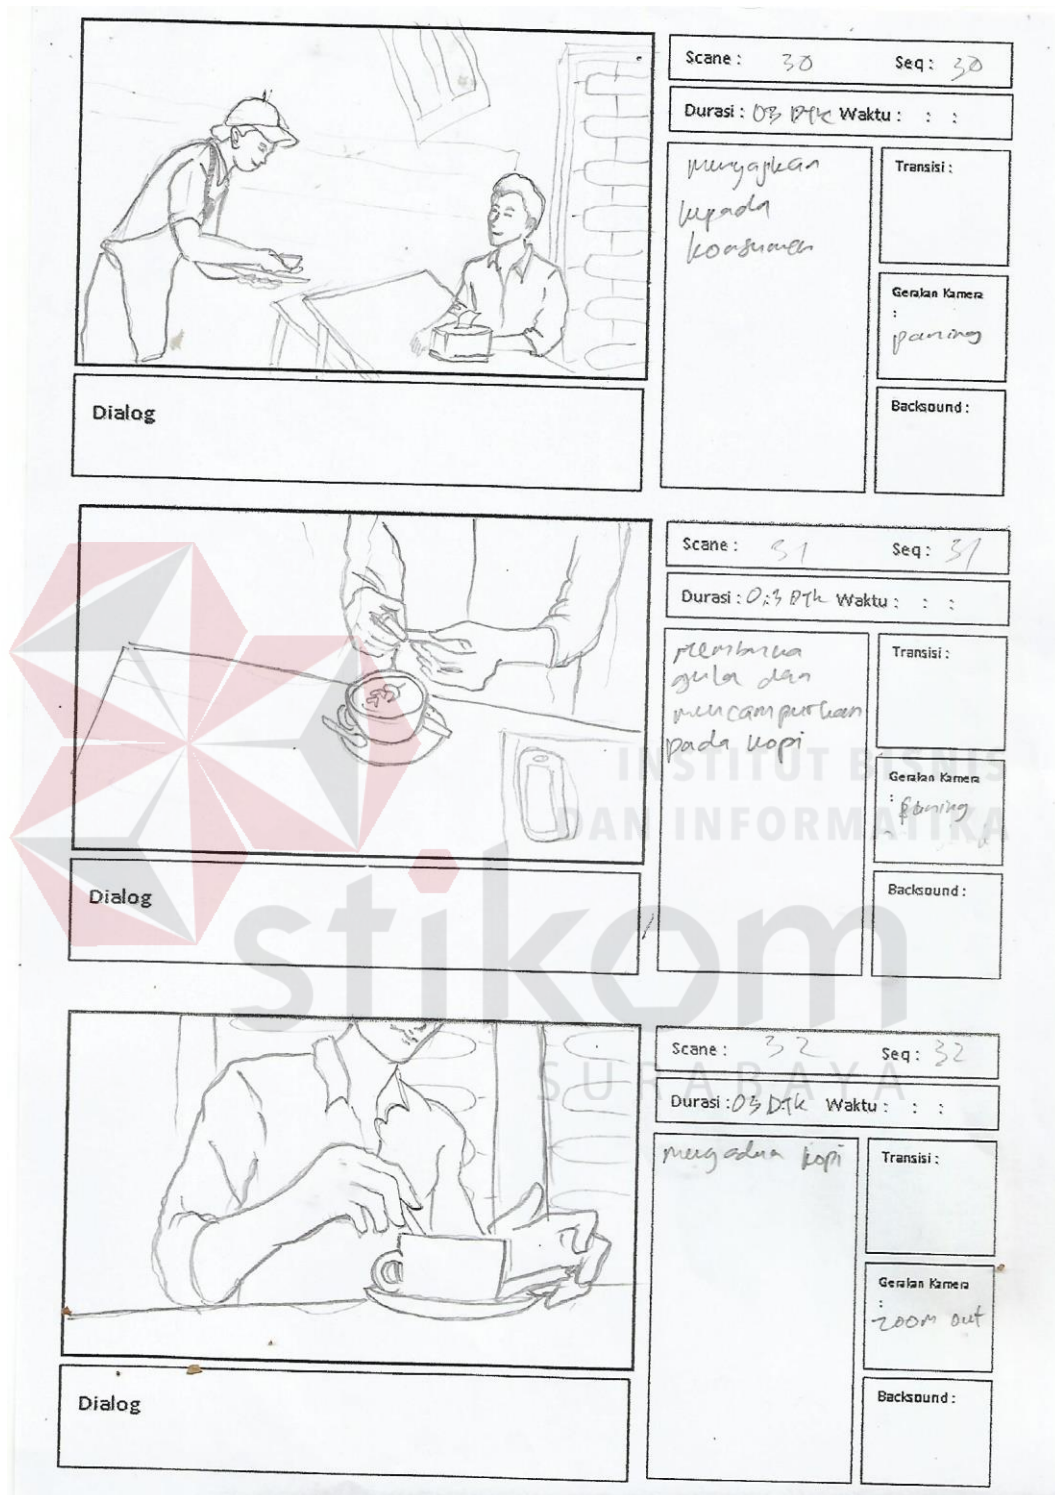 Scane : 30 Seq : 30
Durasi : 03 DTK Waktu : : :
menyajikan
kepada
konsumen
Transisi :
Gerakan Kamera
:
paning
Backsound :
Dialog
Scane : 31 Seq : 31
Durasi : 0:3 DTK Waktu : : :
membuka
gula dan
mencampurkan
pada kopi
Transisi :
Gerakan Kamera
: paning
Backsound :
Dialog
INSTITUT BISNIS
DAN INFORMATIKA
stikom
SURABAYA
Scane : 32 Seq : 32
Durasi : 03 DTK Waktu : : :
mengaduk kopi
Transisi :
Gerakan Kamera
:
zoom out
Backsound :
Dialog